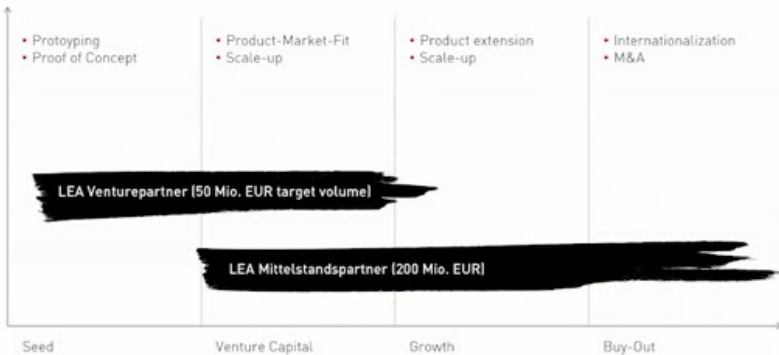 • Protoyping
• Proof of Concept
• Product-Market-Fit
• Scale-up
• Product extension
• Scale-up
• Internationalization
• M&A
LEA Venturepartner (50 Mio. EUR target volume)
LEA Mittelstandspartner (200 Mio. EUR)
Seed
Venture Capital
Growth
Buy-Out